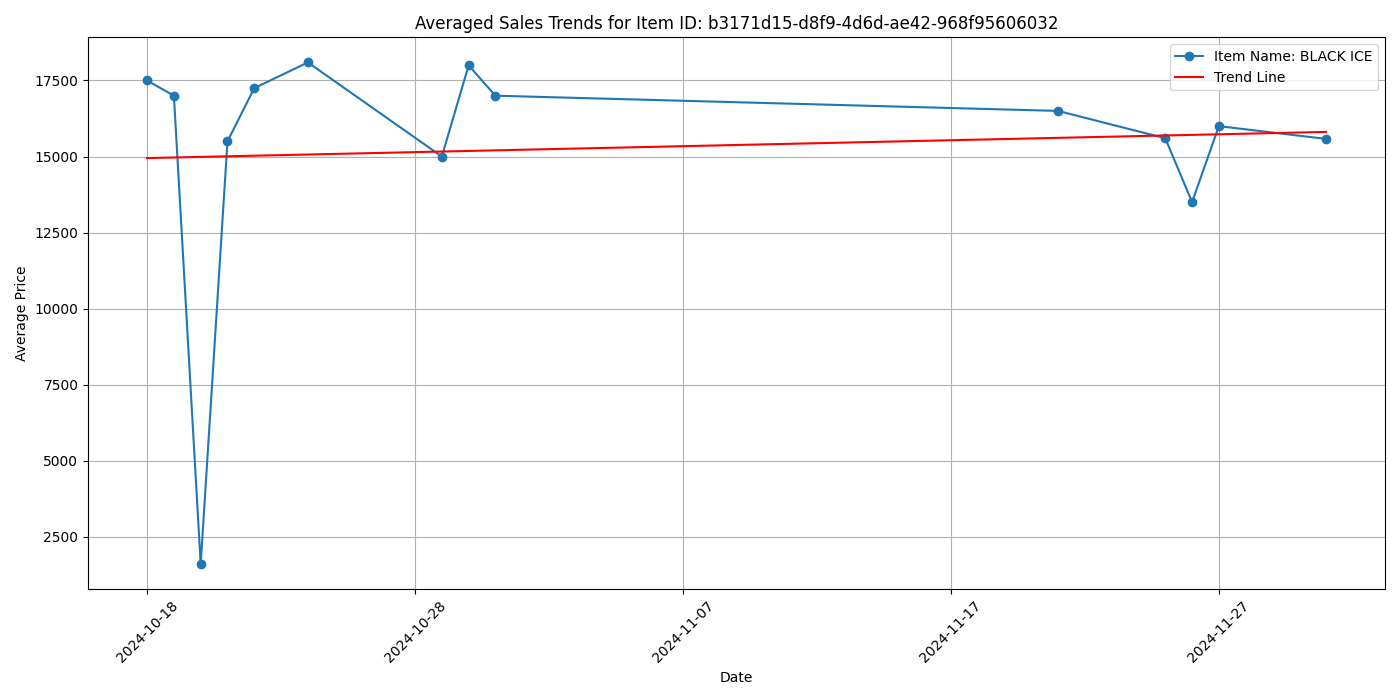 Averaged Sales Trends for Item ID: b3171d15-d8f9-4d6d-ae42-968f95606032
Item Name: BLACK ICE
Trend Line
Average Price
17500
15000
12500
10000
7500
5000
2500
2024-10-18
2024-10-28
2024-11-07
2024-11-17
2024-11-27
Date